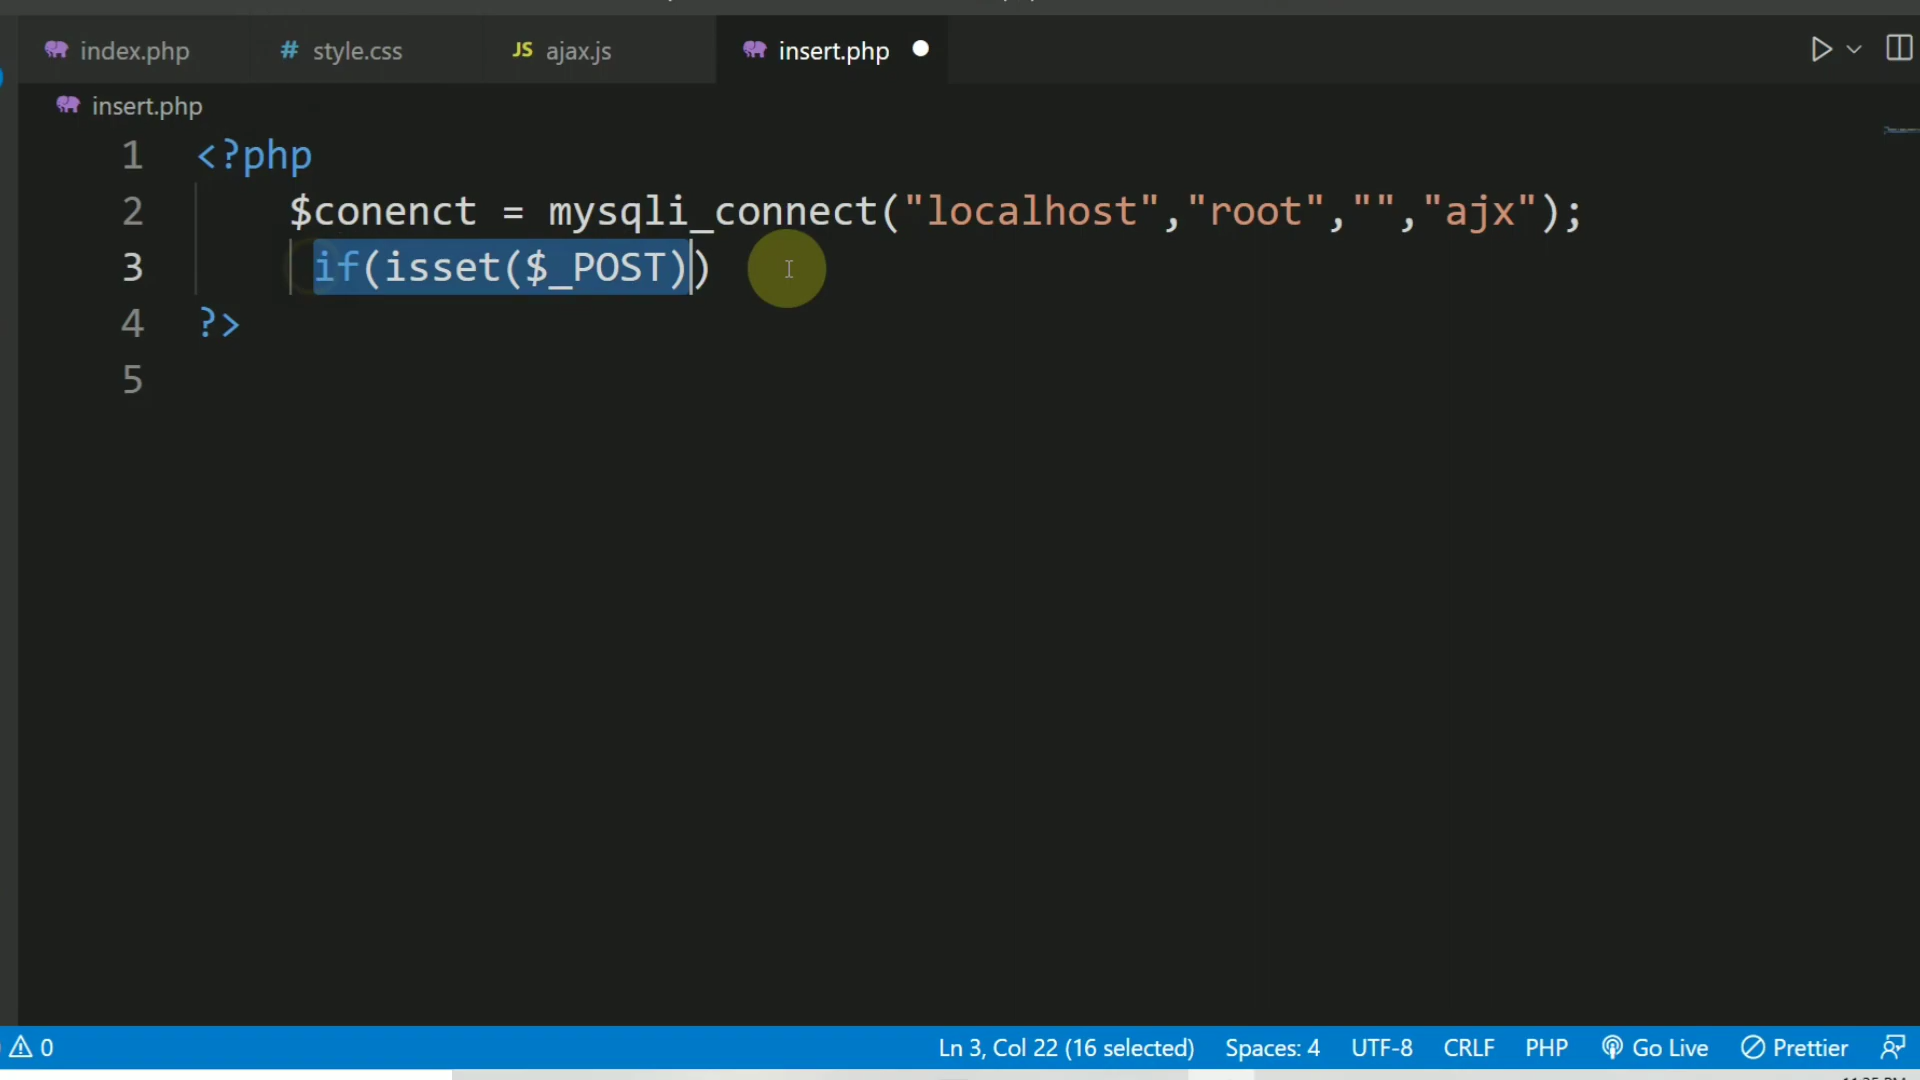 index.php # style.css JS ajax.js insert.php
insert.php
1 <?php
2 $conenct = mysqli_connect("localhost","root","","ajx");
3 if(isset($_POST))
4 ?>
5
0 Ln 3, Col 22 (16 selected) Spaces: 4 UTF-8 CRLF PHP Go Live Prettier